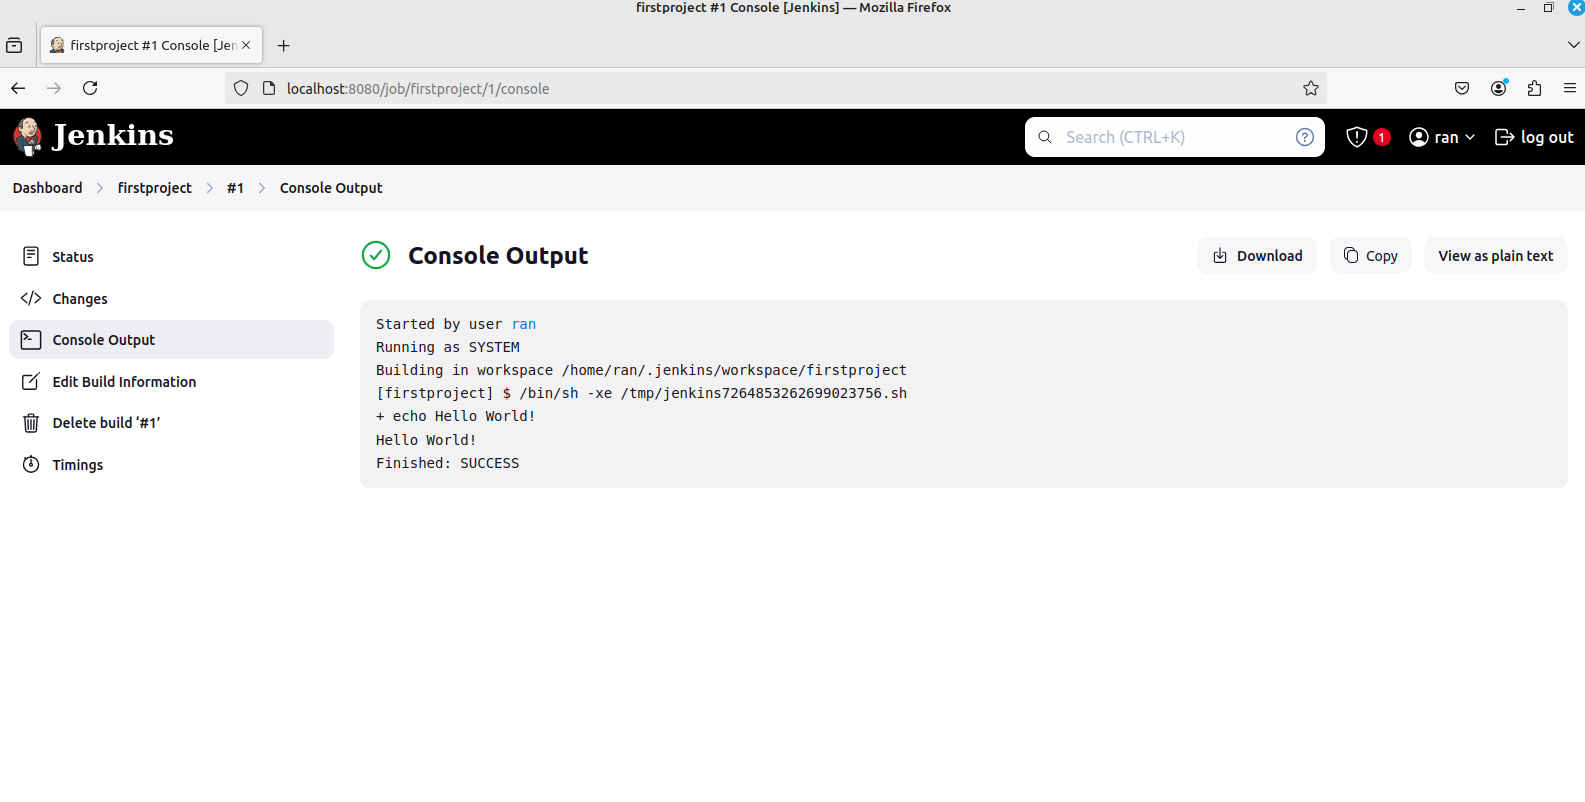 firstproject #1 Console [Jenkins] — Mozilla Firefox
firstproject #1 Console [Jen
localhost:8080/job/firstproject/1/console
Jenkins
Search (CTRL+K)
?
1
ran
log out
Dashboard
firstproject
#1
Console Output
Status
Changes
Console Output
Edit Build Information
Delete build ‘#1’
Timings
Console Output
Download
Copy
View as plain text
Started by user ran
Running as SYSTEM
Building in workspace /home/ran/.jenkins/workspace/firstproject
[firstproject] $ /bin/sh -xe /tmp/jenkins7264853262699023756.sh
+ echo Hello World!
Hello World!
Finished: SUCCESS